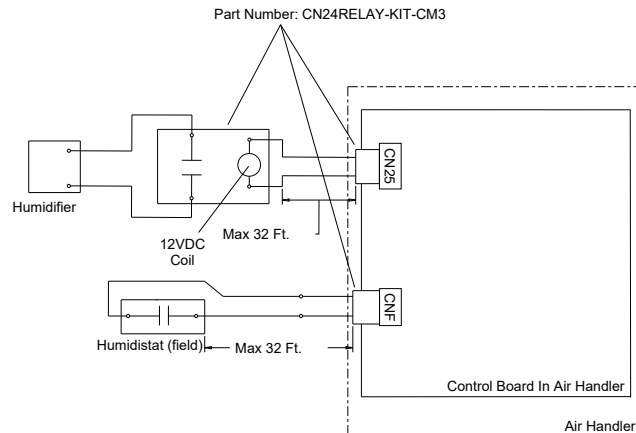 Part Number: CN24RELAY-KIT-CM3
CN25
Humidifier
12VDC
Coil
Max 32 Ft.
CNF
Humidistat (field)
Max 32 Ft.
Control Board In Air Handler
Air Handler